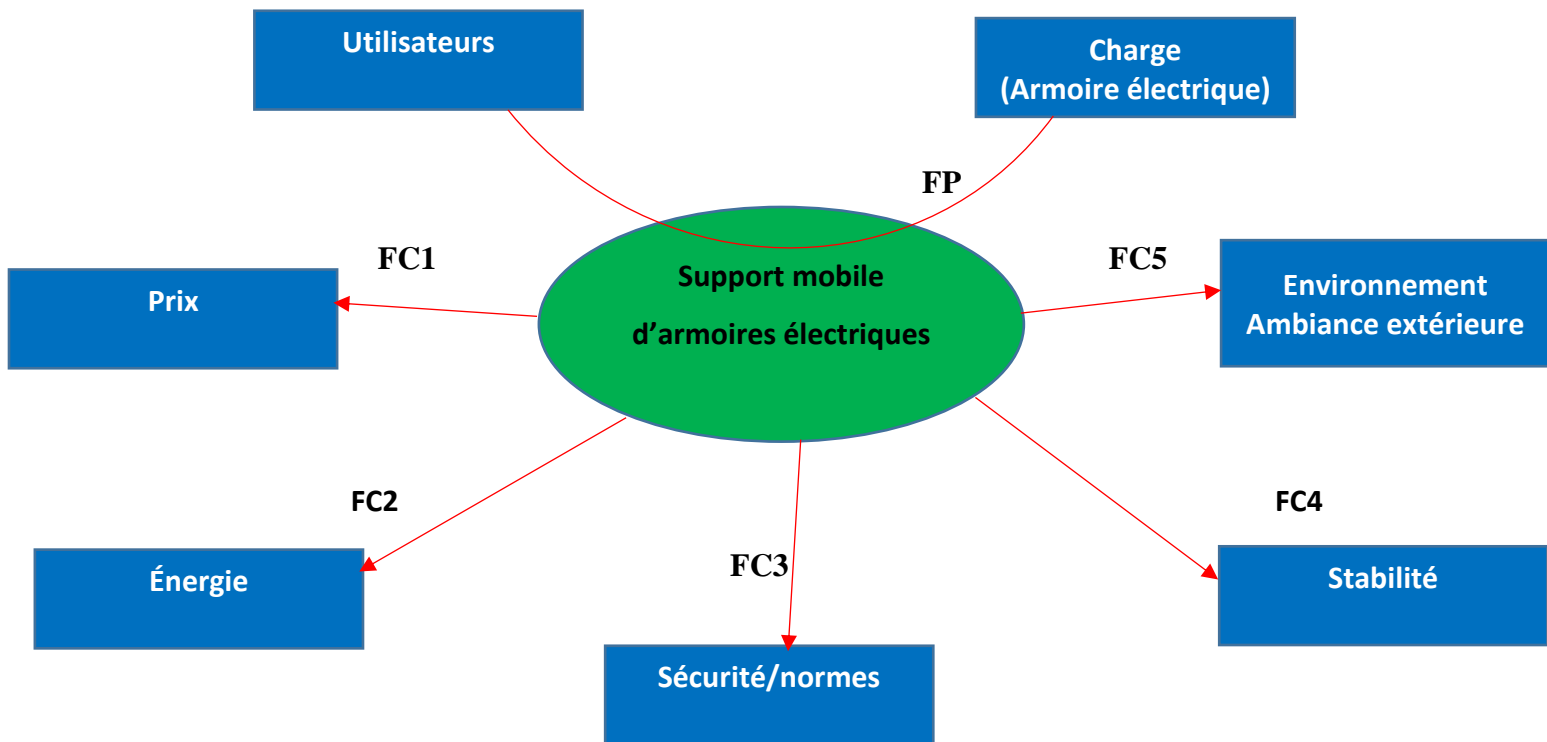 Utilisateurs
Charge
(Armoire électrique)
FP
FC1
FC5
Support mobile
d’armoires électriques
Prix
Environnement
Ambiance extérieure
FC2
FC4
FC3
Énergie
Stabilité
Sécurité/normes